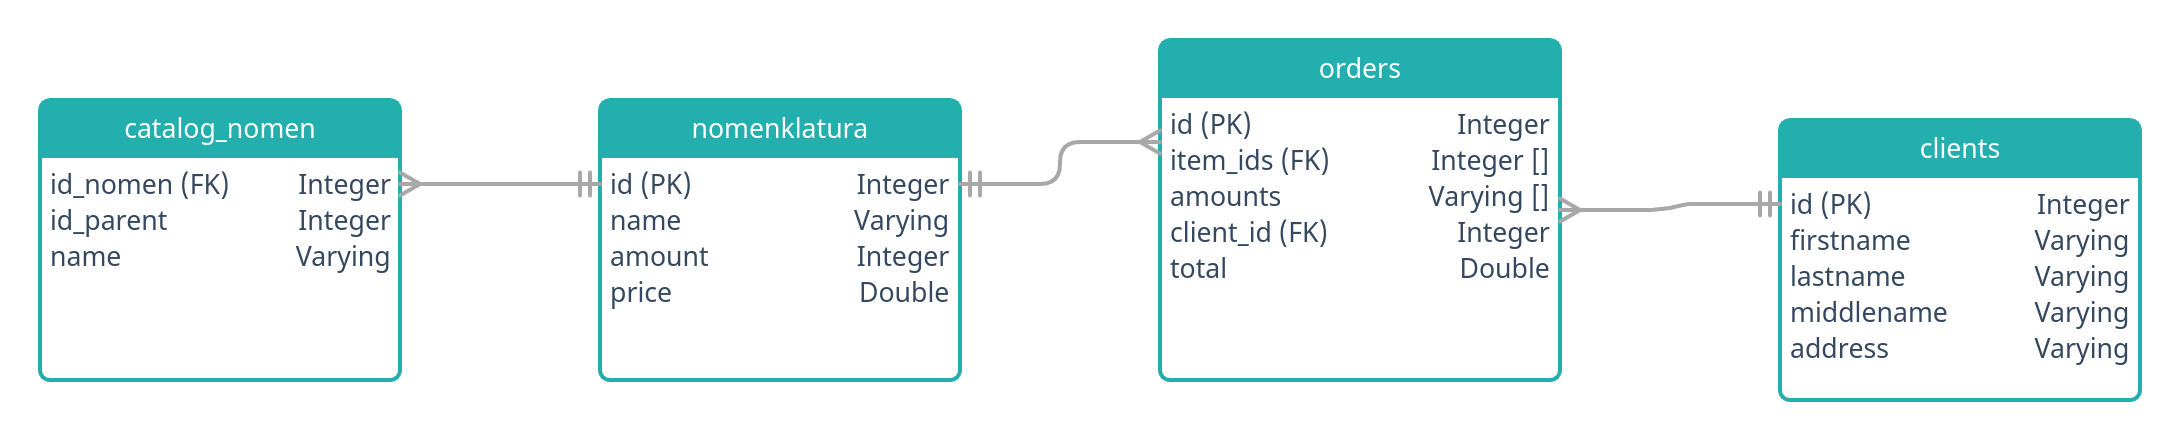 catalog_nomen
id_nomen (FK) Integer
id_parent Integer
name Varying
nomenklatura
id (PK) Integer
name Varying
amount Integer
price Double
orders
id (PK) Integer
item_ids (FK) Integer []
amounts Varying []
client_id (FK) Integer
total Double
clients
id (PK) Integer
firstname Varying
lastname Varying
middlename Varying
address Varying